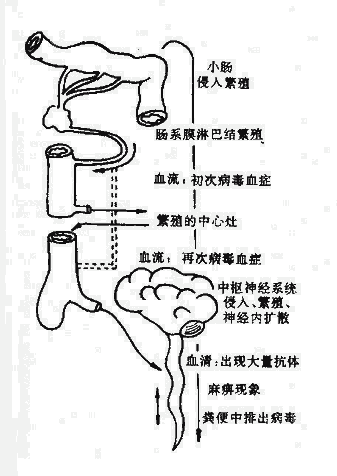 小肠
侵入繁殖
肠系膜淋巴结繁殖
血流：初次病毒血症
繁殖的中心灶
血流：再次病毒血症
中枢神经系统
侵入、繁殖、
神经内扩散
血清：出现大量抗体
麻痹现象
粪便中排出病毒